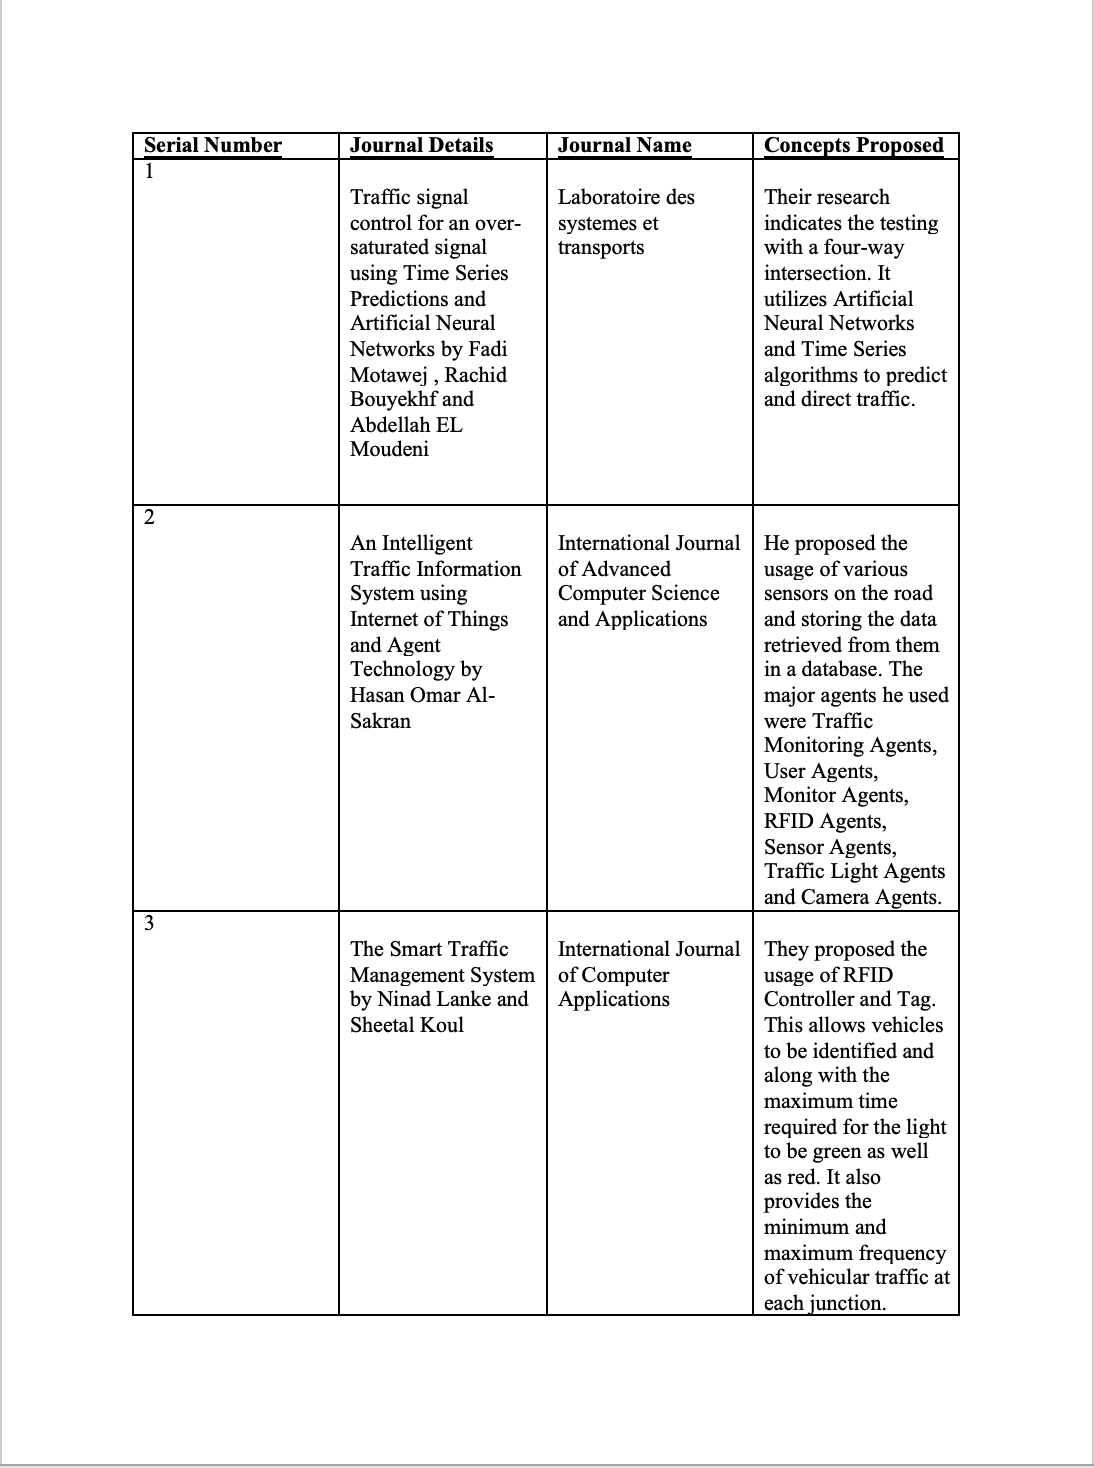 Serial Number
Journal Details
Journal Name
Concepts Proposed
1
Traffic signal
control for an over-
saturated signal
using Time Series
Predictions and
Artificial Neural
Networks by Fadi
Motawej , Rachid
Bouyekhf and
Abdellah EL
Moudeni
Laboratoire des
systemes et
transports
Their research
indicates the testing
with a four-way
intersection. It
utilizes Artificial
Neural Networks
and Time Series
algorithms to predict
and direct traffic.
2
An Intelligent
Traffic Information
System using
Internet of Things
and Agent
Technology by
Hasan Omar Al-
Sakran
International Journal
of Advanced
Computer Science
and Applications
He proposed the
usage of various
sensors on the road
and storing the data
retrieved from them
in a database. The
major agents he used
were Traffic
Monitoring Agents,
User Agents,
Monitor Agents,
RFID Agents,
Sensor Agents,
Traffic Light Agents
and Camera Agents.
3
The Smart Traffic
Management System
by Ninad Lanke and
Sheetal Koul
International Journal
of Computer
Applications
They proposed the
usage of RFID
Controller and Tag.
This allows vehicles
to be identified and
along with the
maximum time
required for the light
to be green as well
as red. It also
provides the
minimum and
maximum frequency
of vehicular traffic at
each junction.